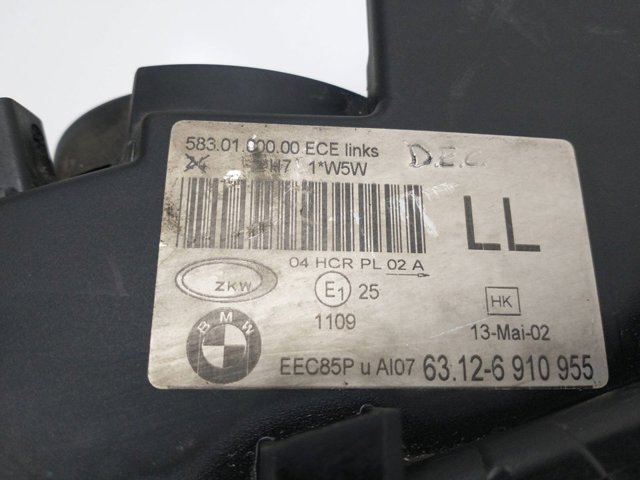 583.01.000.00 ECE links
H7 1*W5W
D.E.C.
LL
04 HCR PL 02 A
ZKW
E1 25
HK
1109
13-Mai-02
BMW
EEC85P u AI07 63.12-6 910 955